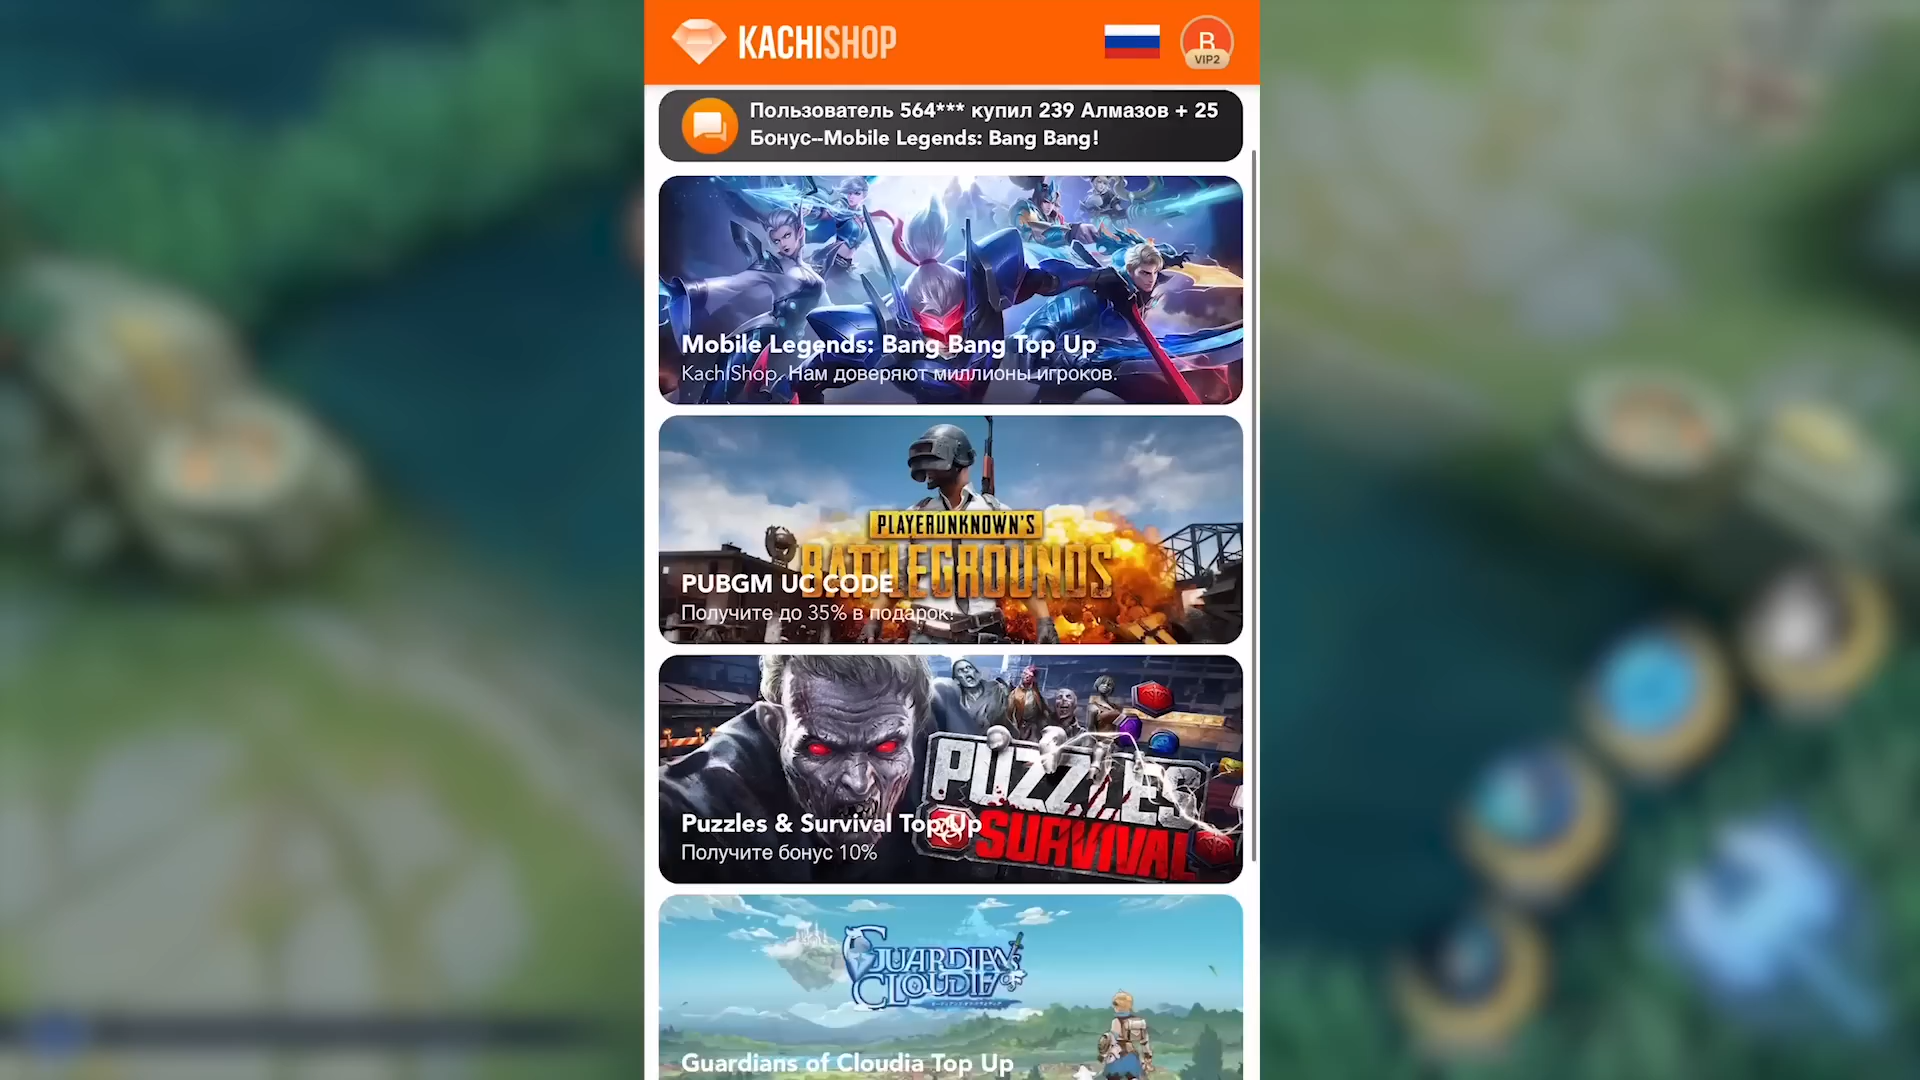 KACHISHOP
B
VIP2
Пользователь 564*** купил 239 Алмазов + 25
Бонус--Mobile Legends: Bang Bang!
Mobile Legends: Bang Bang Top Up
KachiShop. Нам доверяют миллионы игроков.
PLAYERUNKNOWN'S
BATTLEGROUNDS
PUBGM UC CODE
Получите до 35% в подарок!
PUZZLES
SURVIVAL
Puzzles & Survival Top Up
Получите бонус 10%
GUARDIANS OF
CLOUDIA
Guardians of Cloudia Top Up